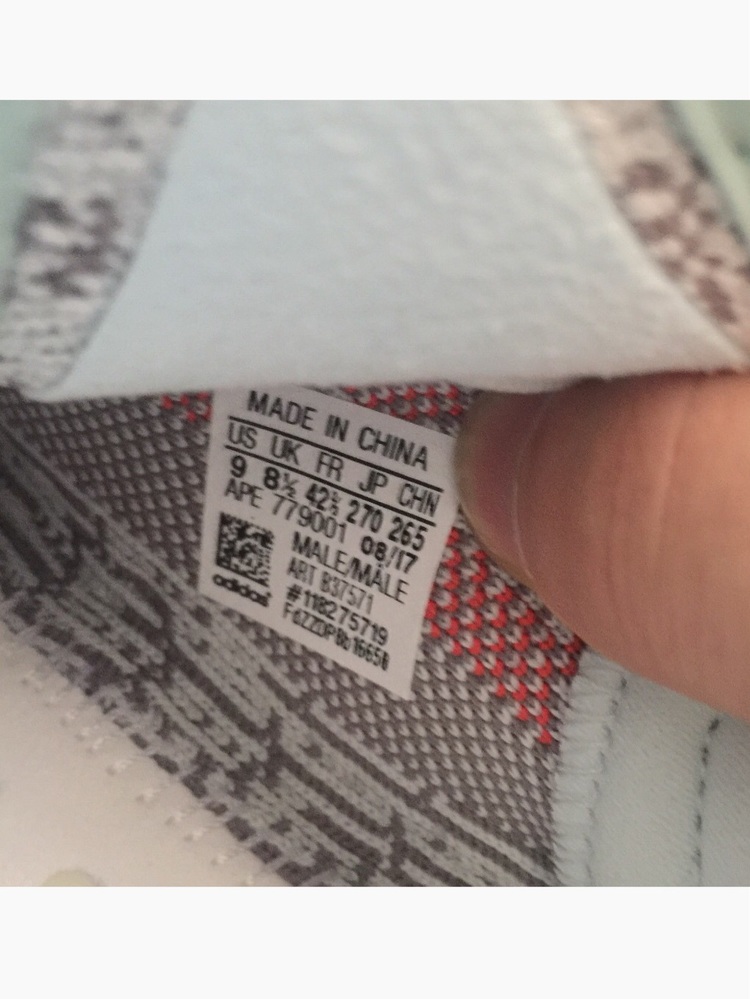 MADE IN CHINA
US UK FR JP CHN
9 8½ 42⅔ 270 265
APE 779001 08/17
MALE/MÂLE
ART B37571
#118275719
adidas